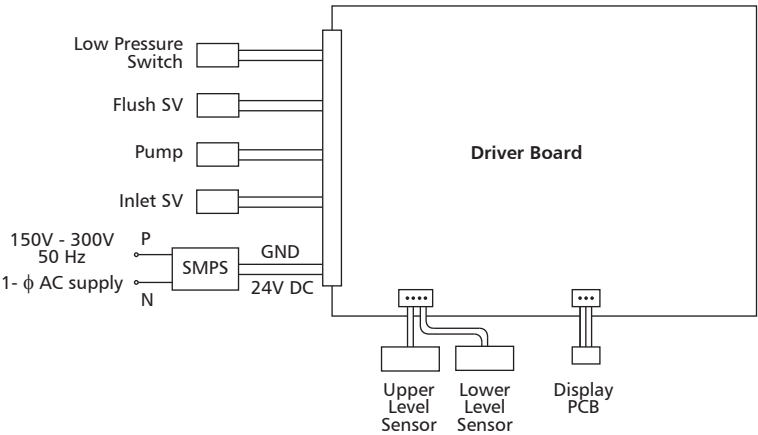 Low Pressure
Switch
Flush SV
Pump
Inlet SV
150V - 300V
50 Hz
1- ϕ AC supply
P
N
SMPS
GND
24V DC
Driver Board
Upper
Level
Sensor
Lower
Level
Sensor
Display
PCB